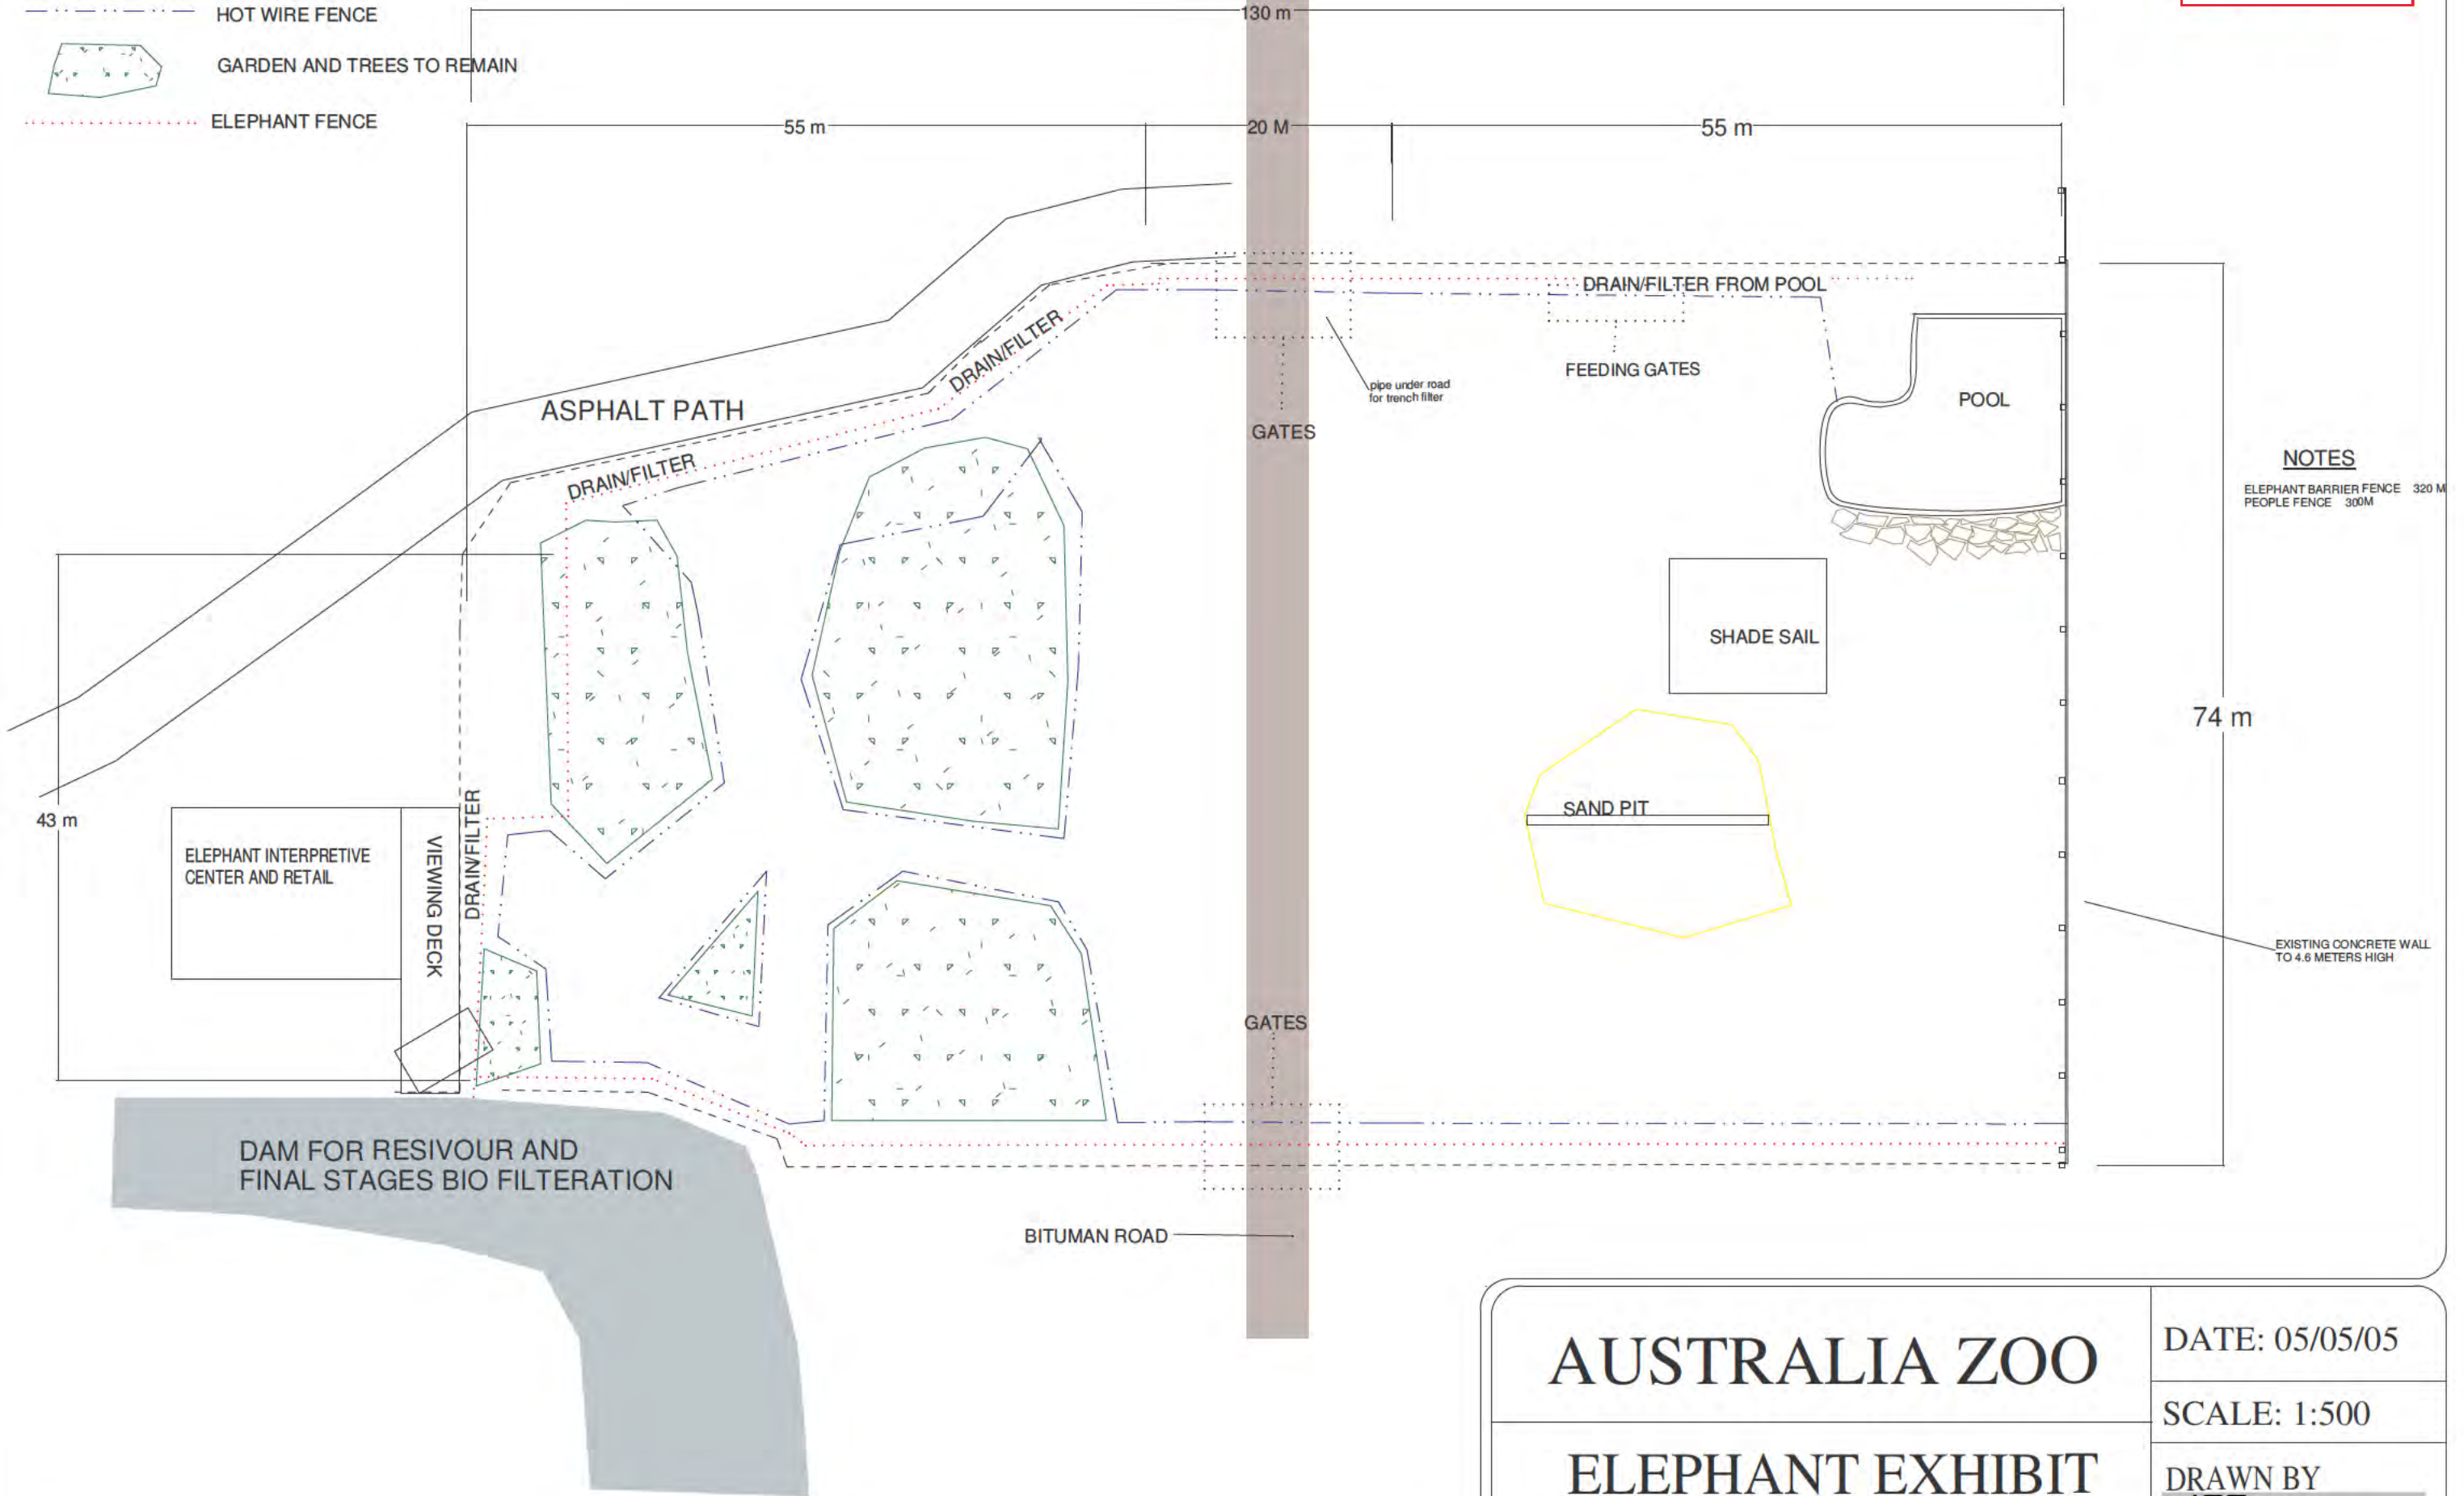 HOT WIRE FENCE
GARDEN AND TREES TO REMAIN
ELEPHANT FENCE
130 m
55 m
20 M
55 m
DRAIN/FILTER FROM POOL
DRAIN/FILTER
FEEDING GATES
pipe under road
for trench filter
POOL
ASPHALT PATH
GATES
DRAIN/FILTER
NOTES
ELEPHANT BARRIER FENCE 320 M
PEOPLE FENCE 300M
SHADE SAIL
74 m
SAND PIT
43 m
ELEPHANT INTERPRETIVE
CENTER AND RETAIL
VIEWING DECK
DRAIN/FILTER
EXISTING CONCRETE WALL
TO 4.6 METERS HIGH
GATES
DAM FOR RESIVOUR AND
FINAL STAGES BIO FILTERATION
BITUMAN ROAD
AUSTRALIA ZOO
ELEPHANT EXHIBIT
DATE: 05/05/05
SCALE: 1:500
DRAWN BY